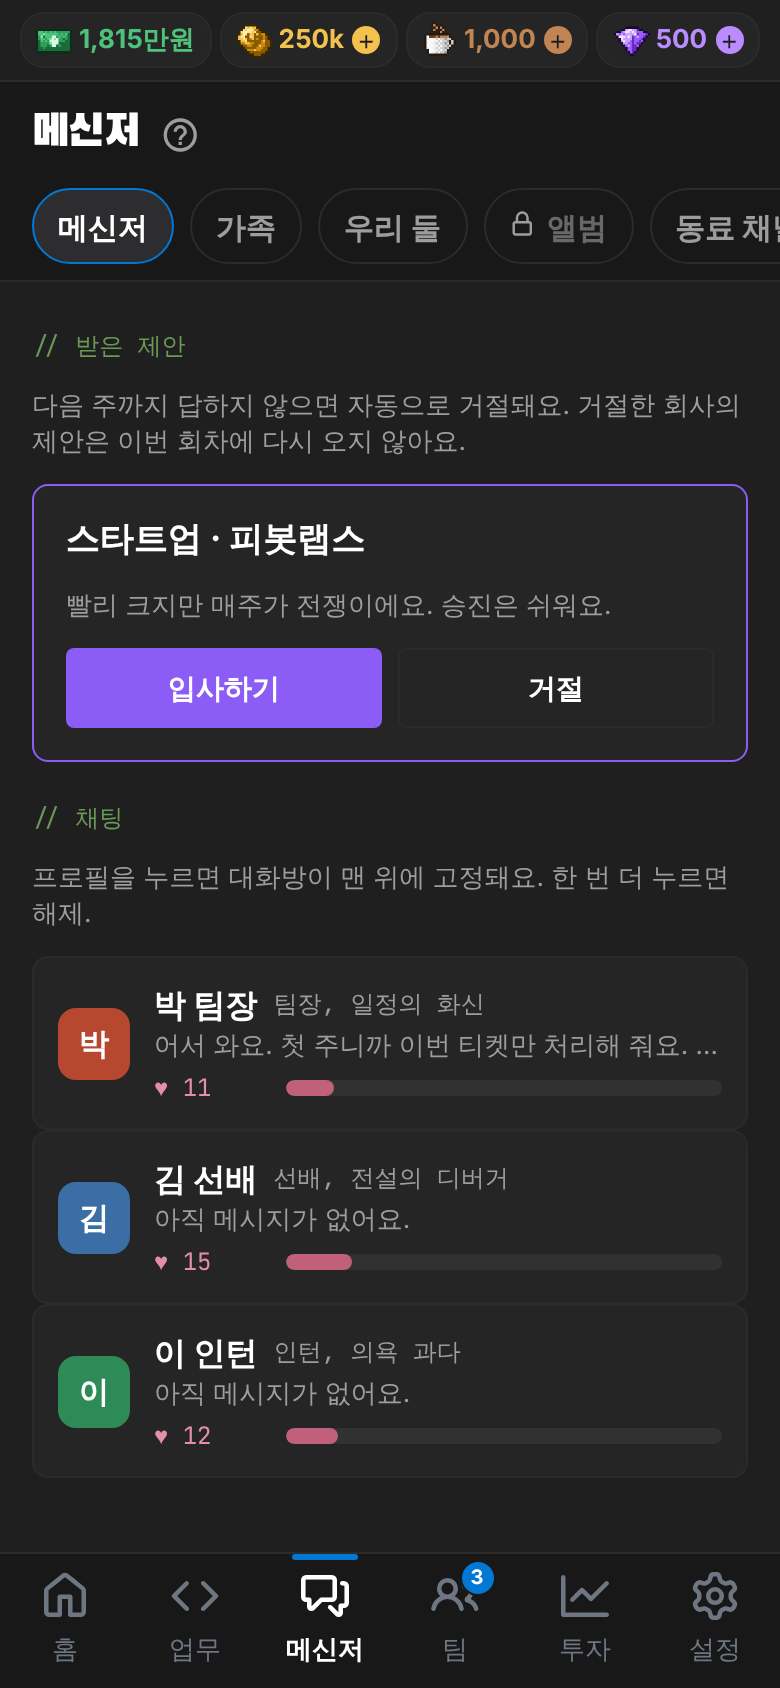 1,815만원 250k + 1,000 + 500 +
메신저 ?
메신저 가족 우리 둘 앨범 동료 채널
// 받은 제안
다음 주까지 답하지 않으면 자동으로 거절돼요. 거절한 회사의
제안은 이번 회차에 다시 오지 않아요.
스타트업 · 피봇랩스
빨리 크지만 매주가 전쟁이에요. 승진은 쉬워요.
입사하기 거절
// 채팅
프로필을 누르면 대화방이 맨 위에 고정돼요. 한 번 더 누르면
해제.
박
박 팀장 팀장, 일정의 화신
어서 와요. 첫 주니까 이번 티켓만 처리해 줘요. ...
♥ 11
김
김 선배 선배, 전설의 디버거
아직 메시지가 없어요.
♥ 15
이
이 인턴 인턴, 의욕 과다
아직 메시지가 없어요.
♥ 12
3
홈 업무 메신저 팀 투자 설정